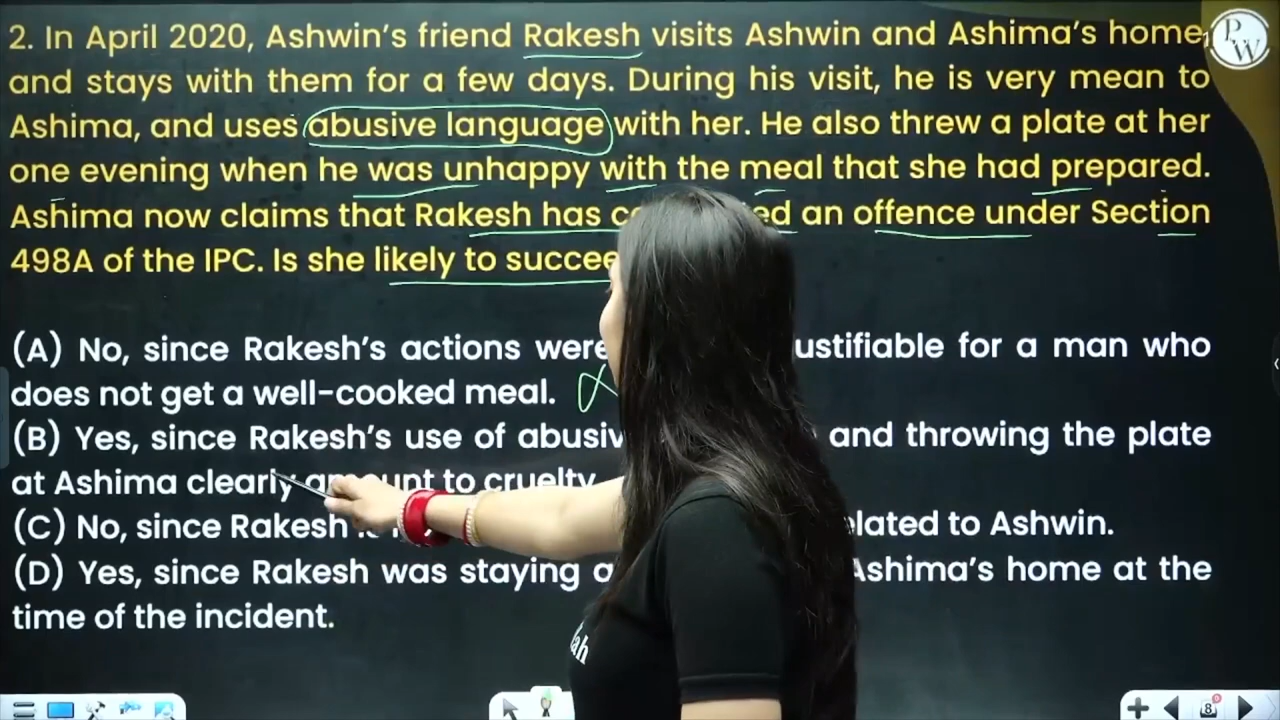 2. In April 2020, Ashwin's friend Rakesh visits Ashwin and Ashima's home,
and stays with them for a few days. During his visit, he is very mean to
Ashima, and uses abusive language with her. He also threw a plate at her
one evening when he was unhappy with the meal that she had prepared.
Ashima now claims that Rakesh has an offence under Section
498A of the IPC. Is she likely to
(A) No, since Rakesh's actions were for a man who
does not get a well-cooked meal.
(B) Yes, since Rakesh's use of and throwing the plate
at Ashima clearly to cruelty
(C) No, since Rakesh to Ashwin.
(D) Yes, since Rakesh was staying Ashima's home at the
time of the incident.
PW
8